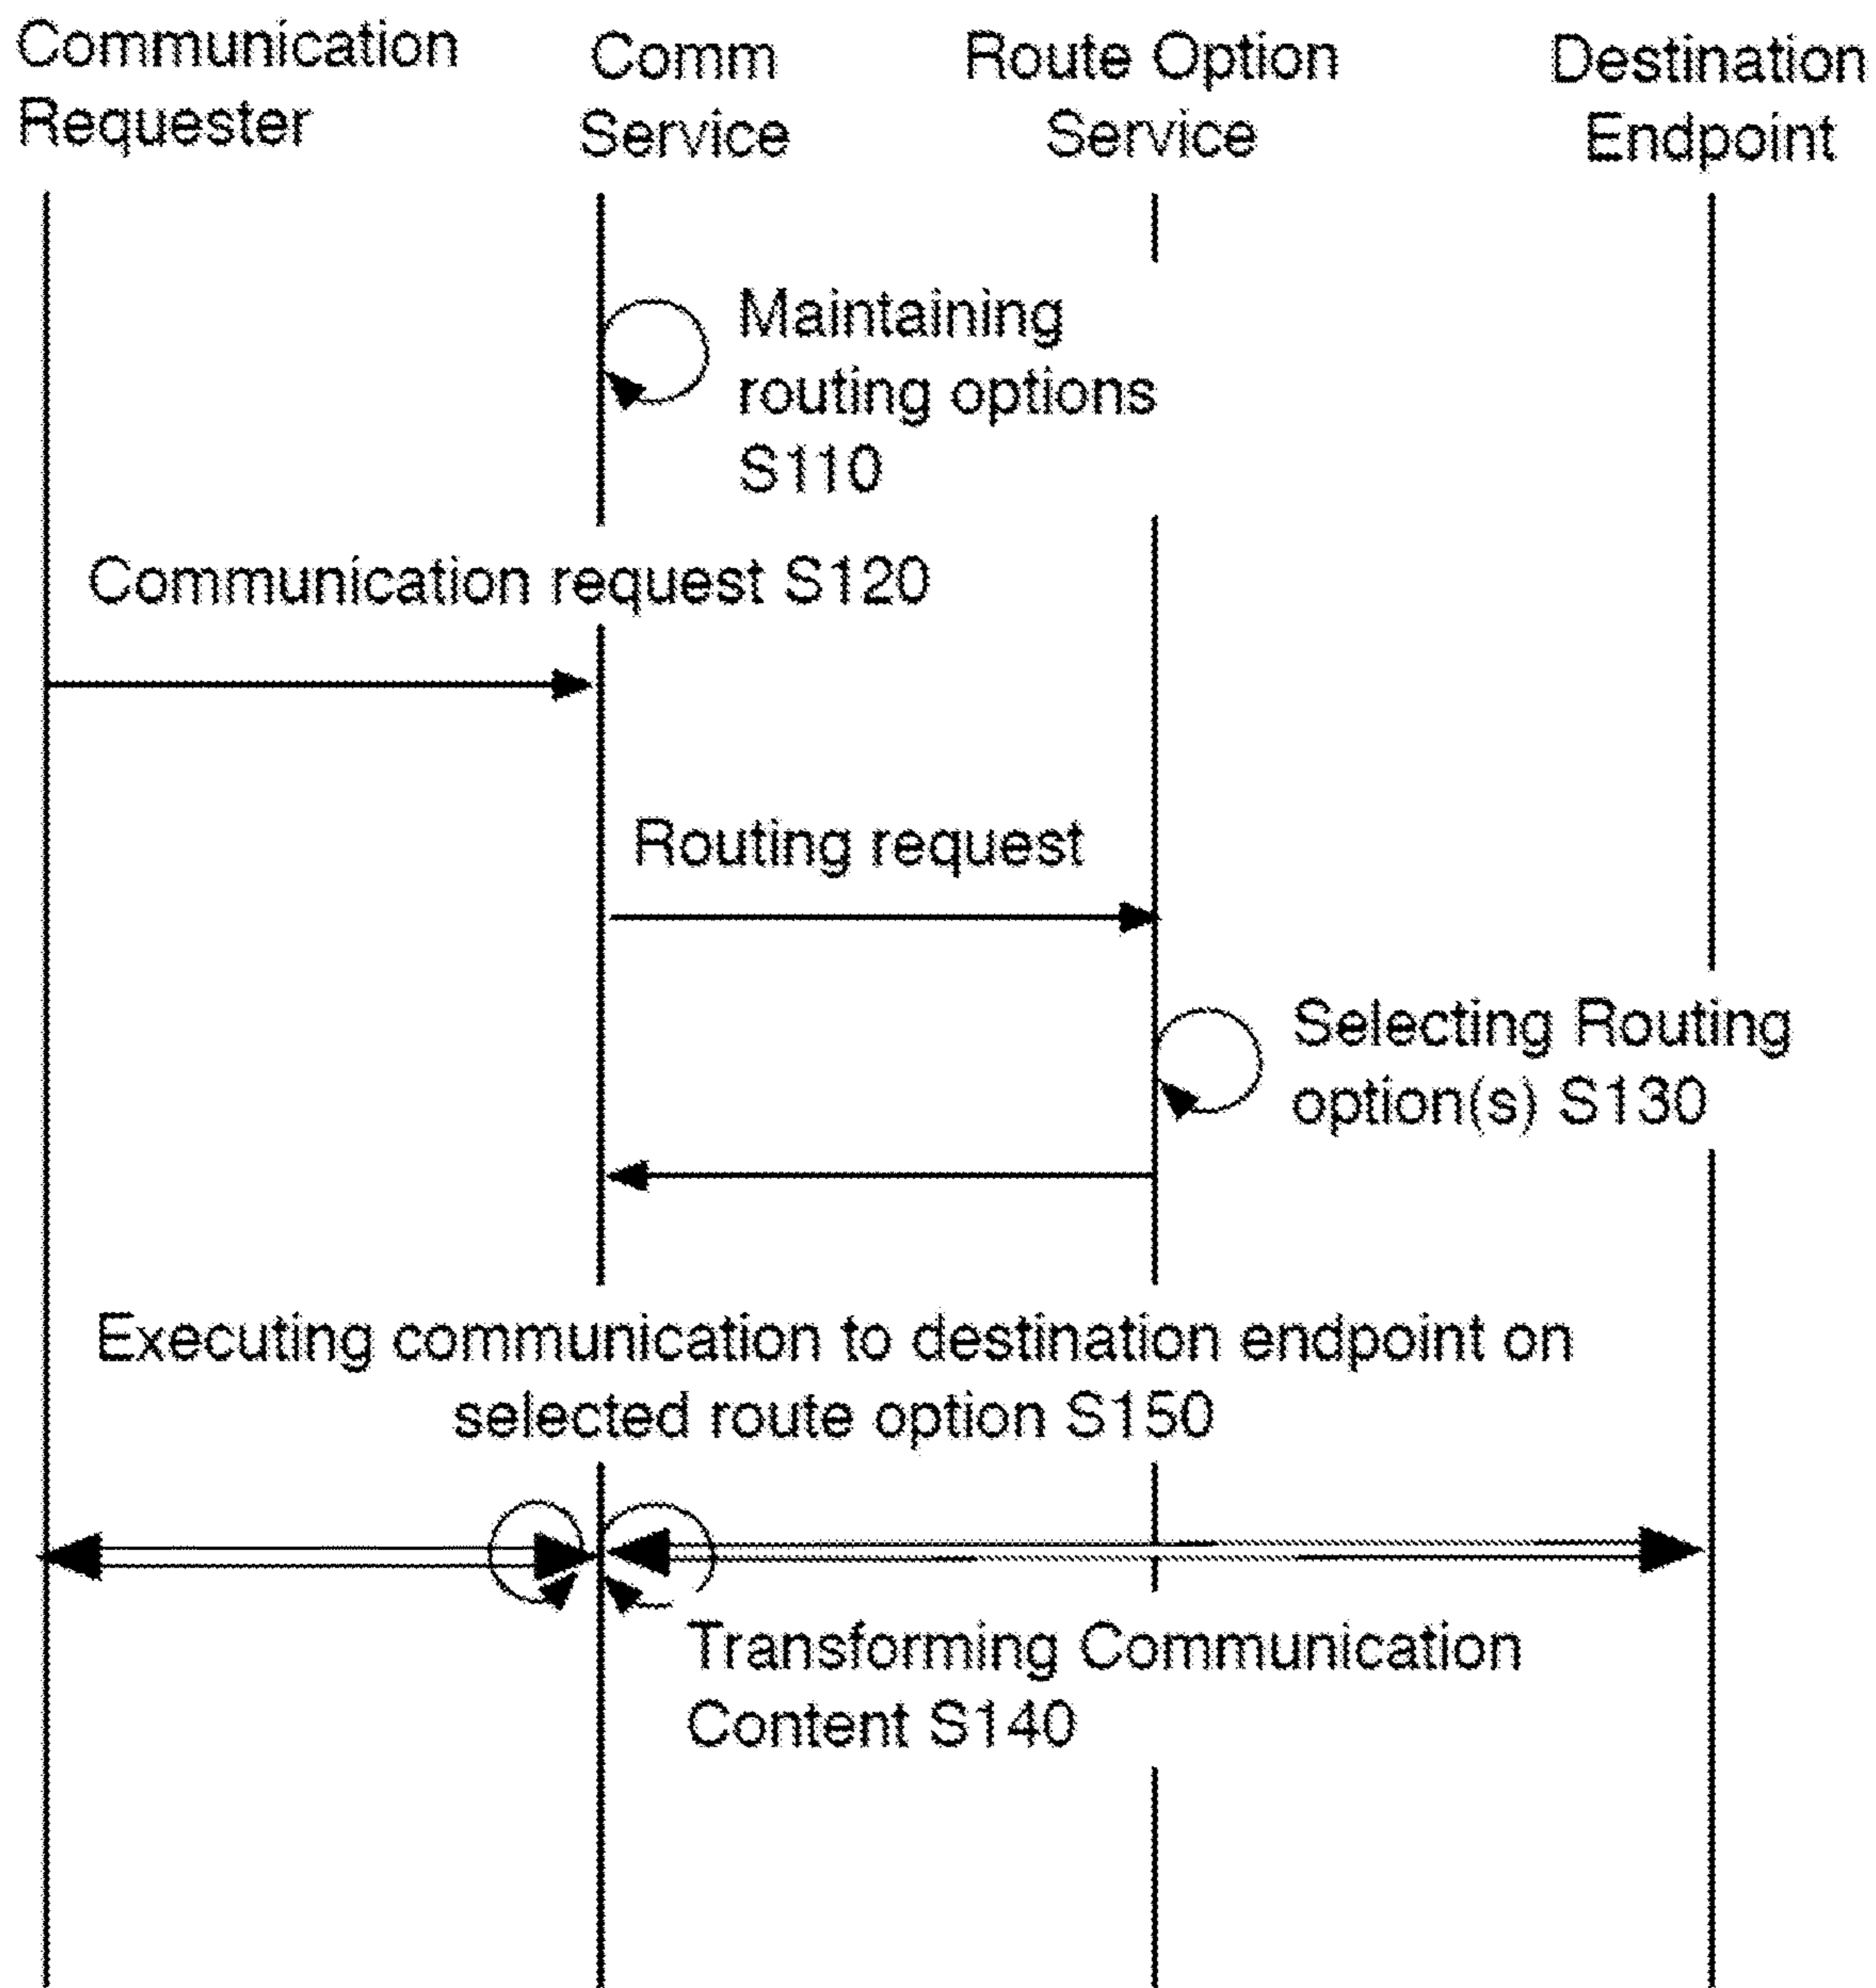 Communication
Requester
Comm
Service
Route Option
Service
Destination
Endpoint
Maintaining
routing options
S110
Communication request S120
Routing request
Selecting Routing
option(s) S130
Executing communication to destination endpoint on
selected route option S150
Transforming Communication
Content S140